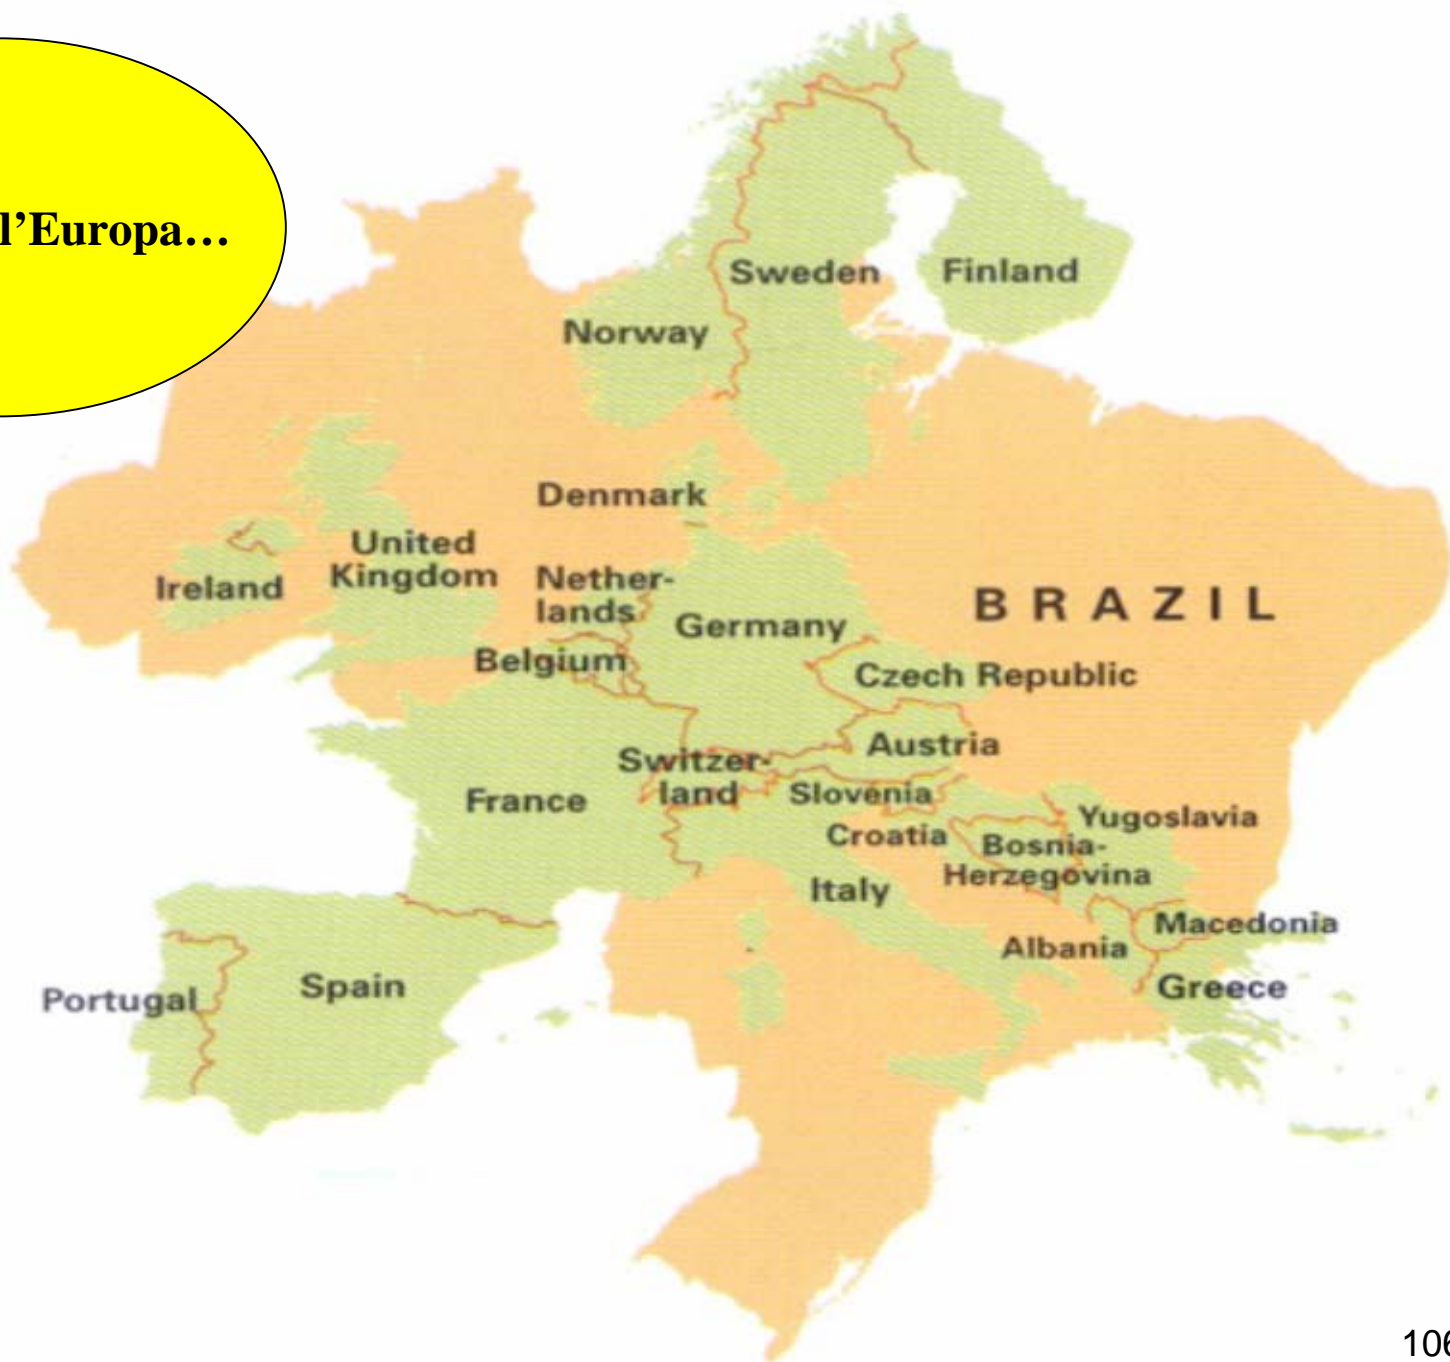 l’Europa…
Sweden
Finland
Norway
Denmark
United
Kingdom
Ireland
Nether-
lands
Germany
BRAZIL
Belgium
Czech Republic
Austria
Switzer-
land
France
Slovenia
Croatia
Yugoslavia
Bosnia-
Herzegovina
Italy
Macedonia
Albania
Greece
Portugal
Spain
106